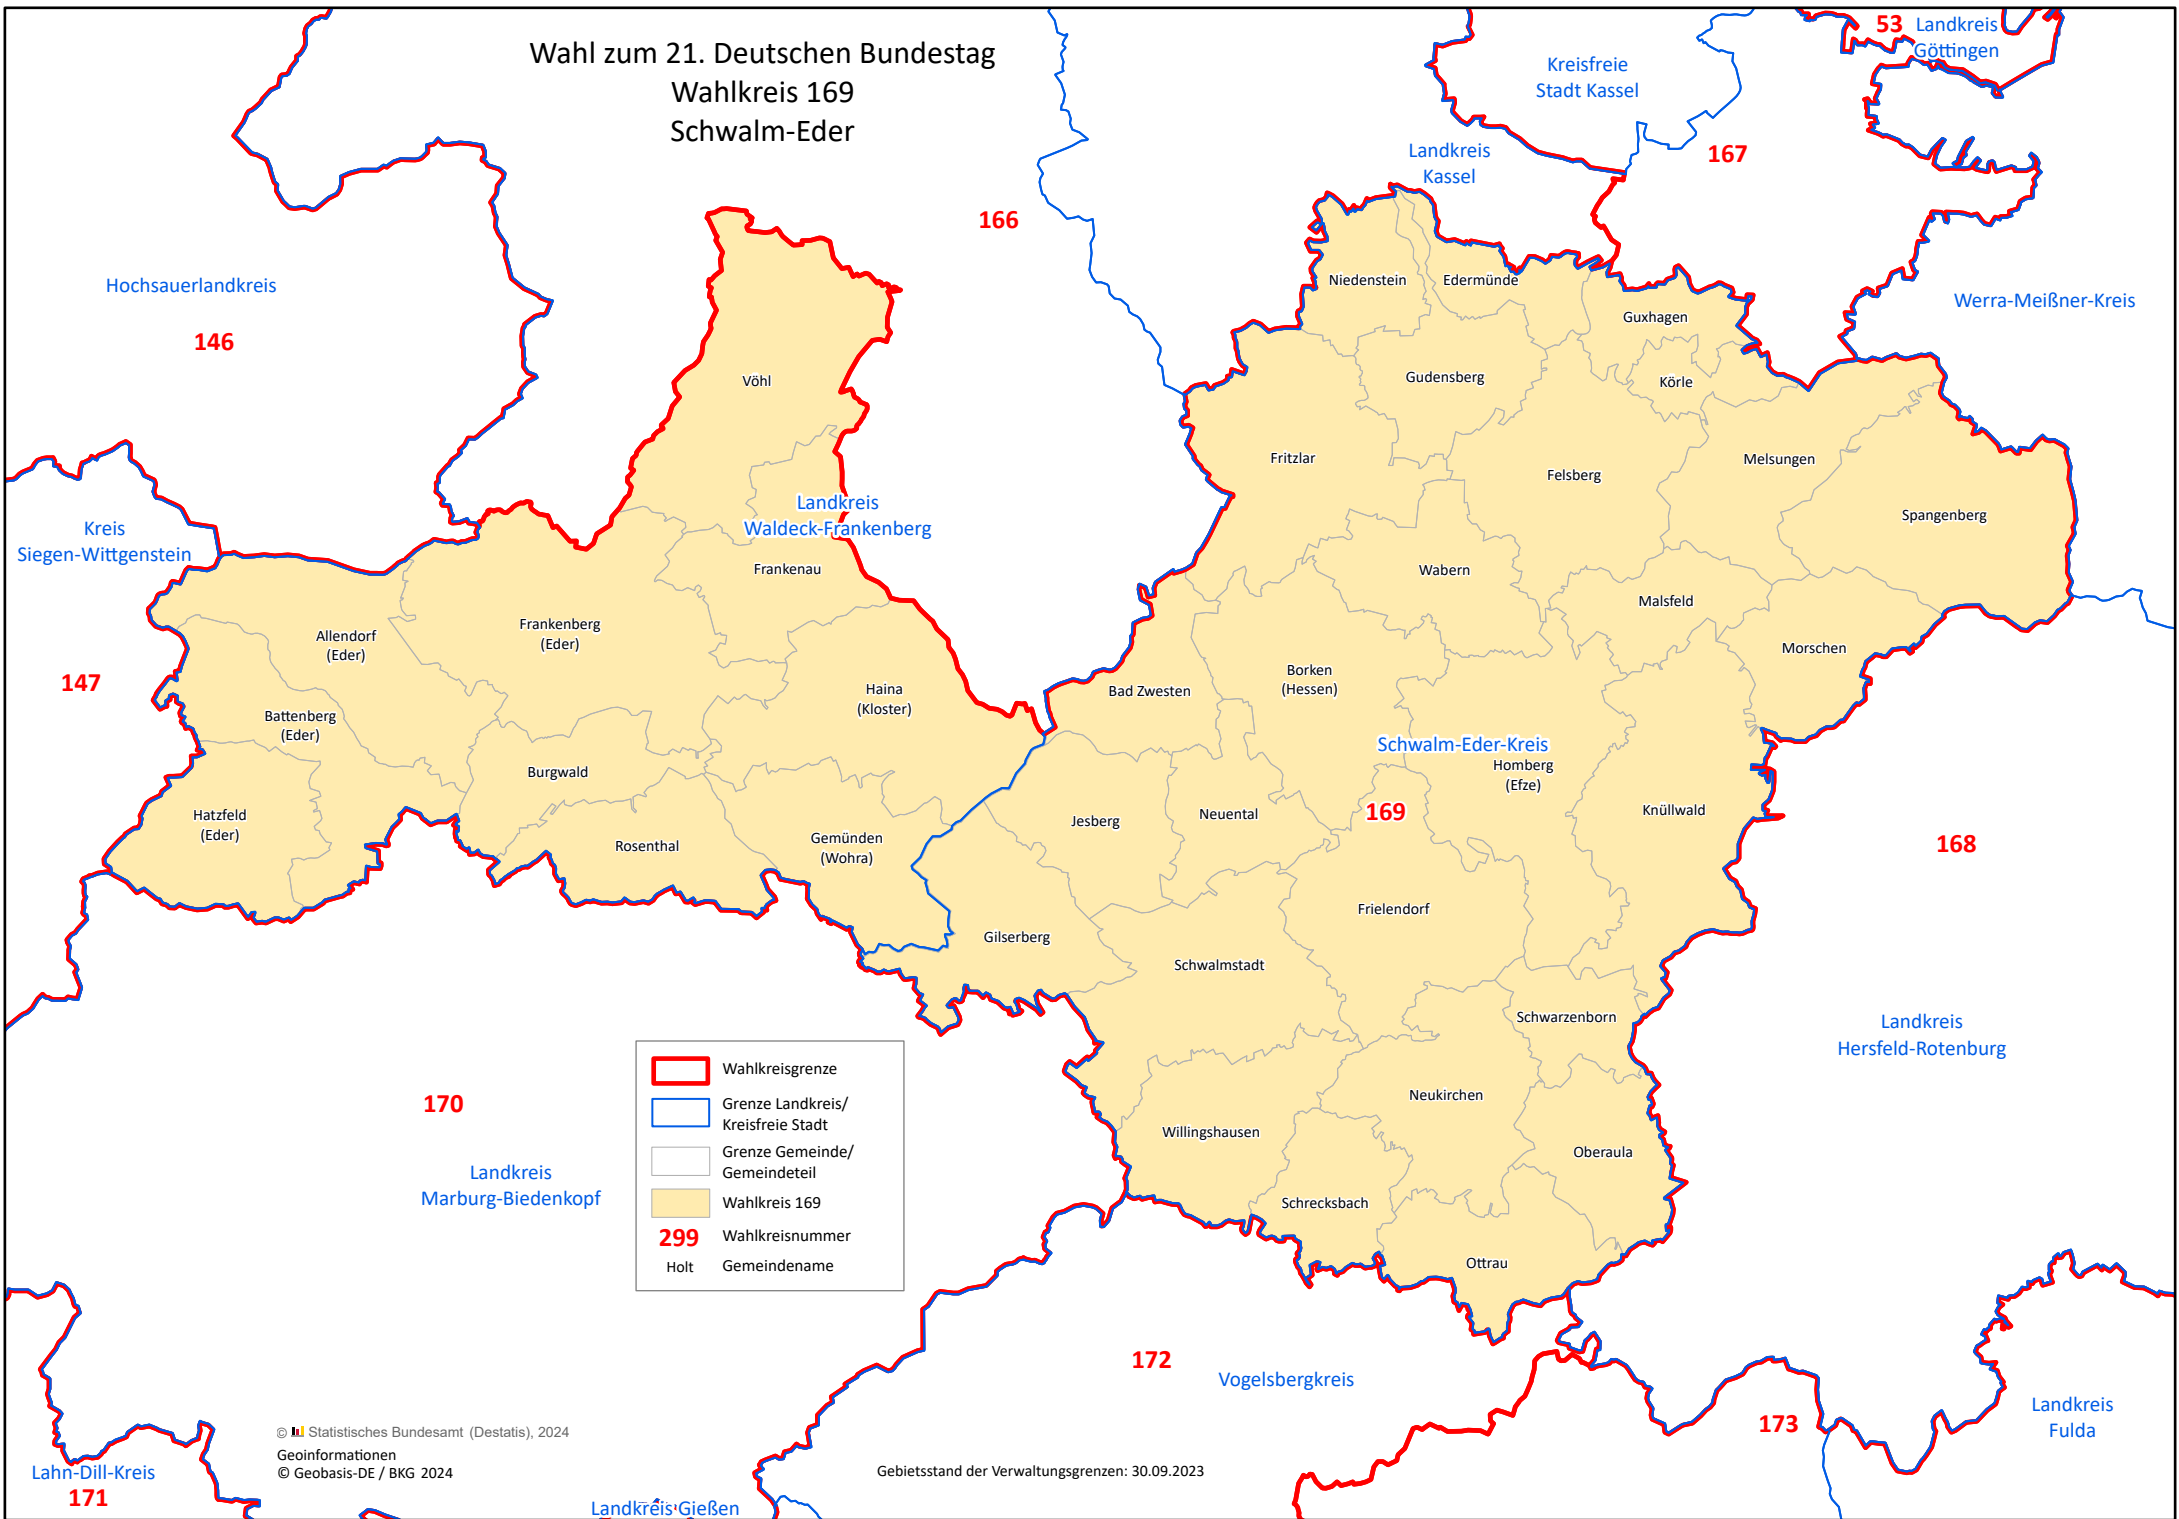 Wahl zum 21. Deutschen Bundestag
Wahlkreis 169
Schwalm-Eder
53
Landkreis
Göttingen
Kreisfreie
Stadt Kassel
Landkreis
Kassel
167
166
Hochsauerlandkreis
146
Werra-Meißner-Kreis
Niedenstein
Edermünde
Guxhagen
Vöhl
Gudensberg
Körle
Fritzlar
Felsberg
Melsungen
Spangenberg
Landkreis
Waldeck-Frankenberg
Kreis
Siegen-Wittgenstein
Frankenau
Wabern
Malsfeld
Morschen
Allendorf
(Eder)
Frankenberg
(Eder)
147
Haina
(Kloster)
Bad Zwesten
Borken
(Hessen)
Battenberg
(Eder)
Schwalm-Eder-Kreis
Homberg
(Efze)
Burgwald
Hatzfeld
(Eder)
Jesberg
Neuental
169
Knüllwald
Rosenthal
Gemünden
(Wohra)
168
Gilserberg
Frielendorf
Schwalmstadt
Schwarzenborn
Landkreis
Hersfeld-Rotenburg
Neukirchen
Willingshausen
Oberaula
Schrecksbach
Ottrau
170
Landkreis
Marburg-Biedenkopf
Wahlkreisgrenze
Grenze Landkreis/
Kreisfreie Stadt
Grenze Gemeinde/
Gemeindeteil
Wahlkreis 169
299 Wahlkreisnummer
Holt Gemeindename
172
Vogelsbergkreis
173
Landkreis
Fulda
© Statistisches Bundesamt (Destatis), 2024
Geoinformationen
© Geobasis-DE / BKG 2024
Gebietsstand der Verwaltungsgrenzen: 30.09.2023
Lahn-Dill-Kreis
171
Landkreis Gießen